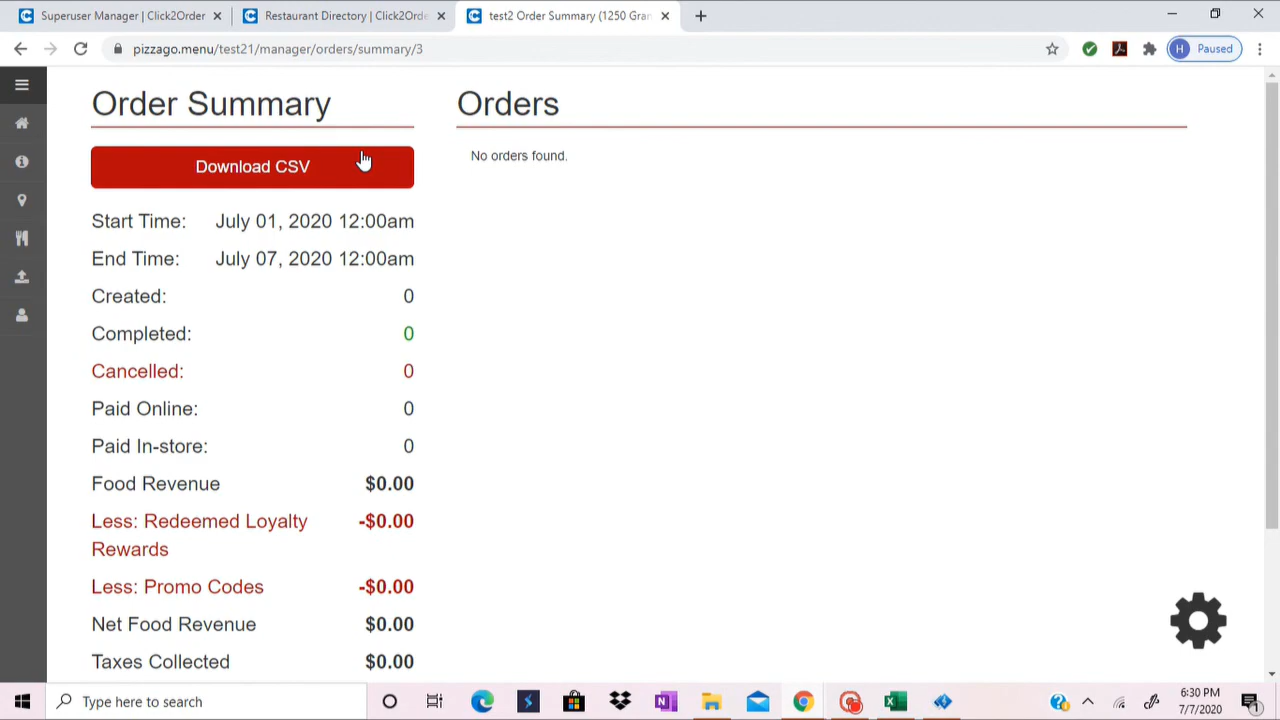 Superuser Manager | Click2Order
Restaurant Directory | Click2Orde
test2 Order Summary (1250 Gran
pizzago.menu/test21/manager/orders/summary/3
H Paused
Order Summary
Orders
Download CSV
No orders found.
Start Time: July 01, 2020 12:00am
End Time: July 07, 2020 12:00am
Created: 0
Completed: 0
Cancelled: 0
Paid Online: 0
Paid In-store: 0
Food Revenue $0.00
Less: Redeemed Loyalty -$0.00
Rewards
Less: Promo Codes -$0.00
Net Food Revenue $0.00
Taxes Collected $0.00
Type here to search
6:30 PM
7/7/2020
1